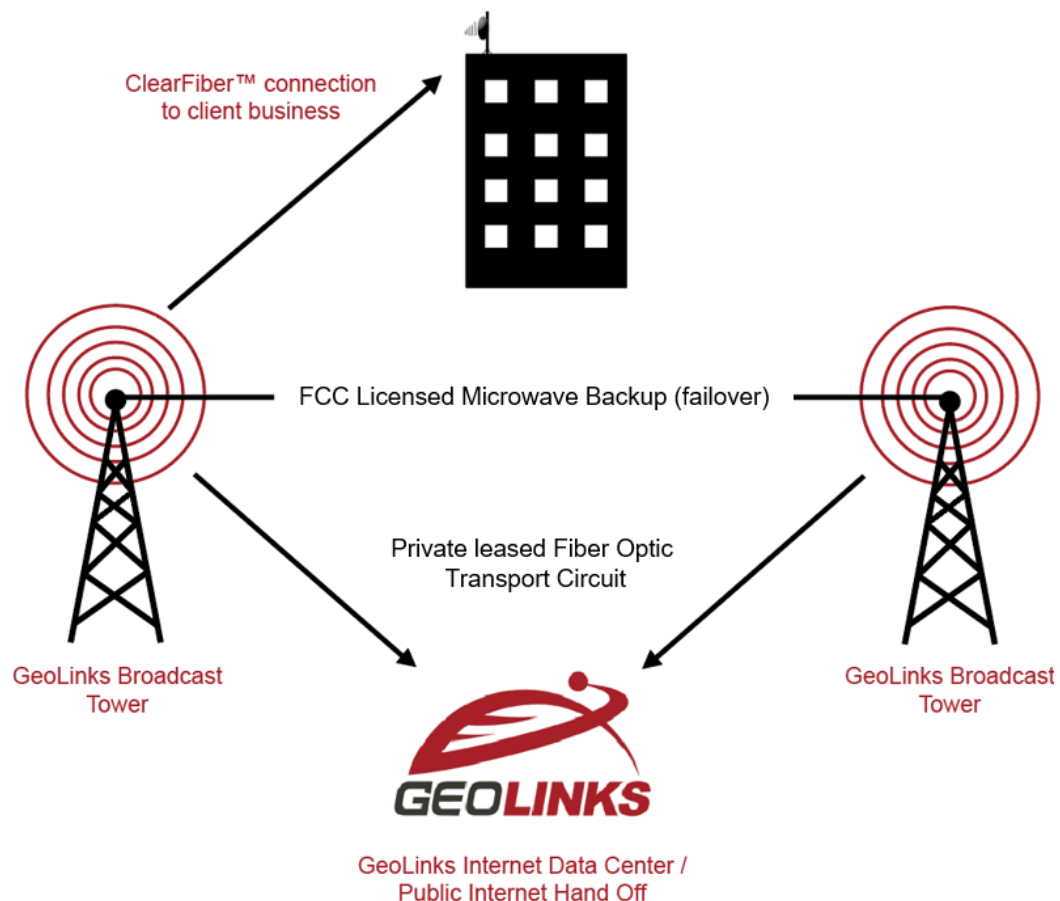 ClearFiber™ connection
to client business
FCC Licensed Microwave Backup (failover)
Private leased Fiber Optic
Transport Circuit
GeoLinks Broadcast
Tower
GeoLinks Broadcast
Tower
GEOLINKS
GeoLinks Internet Data Center /
Public Internet Hand Off